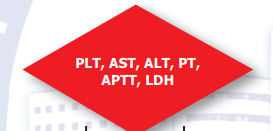 PLT, AST, ALT, PT,
APTT, LDH